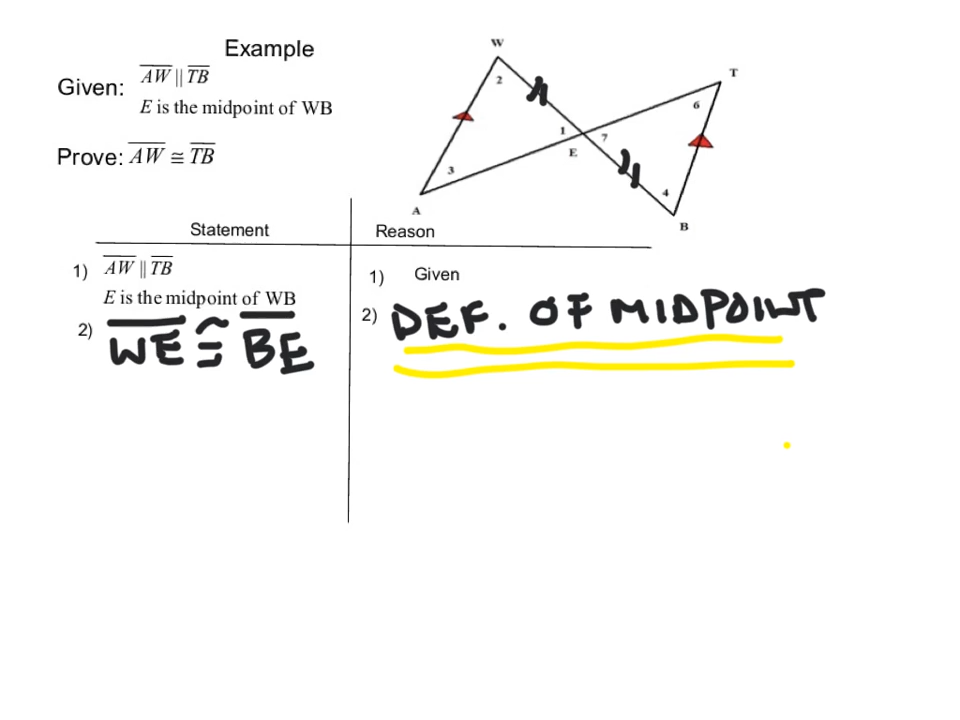 Example
Given: AW || TB
E is the midpoint of WB
Prove: AW ≅ TB
W
T
2
6
1
7
E
3
4
A
B
Statement Reason
1) AW || TB 1) Given
E is the midpoint of WB
2) WE ≅ BE 2) DEF. OF MIDPOINT